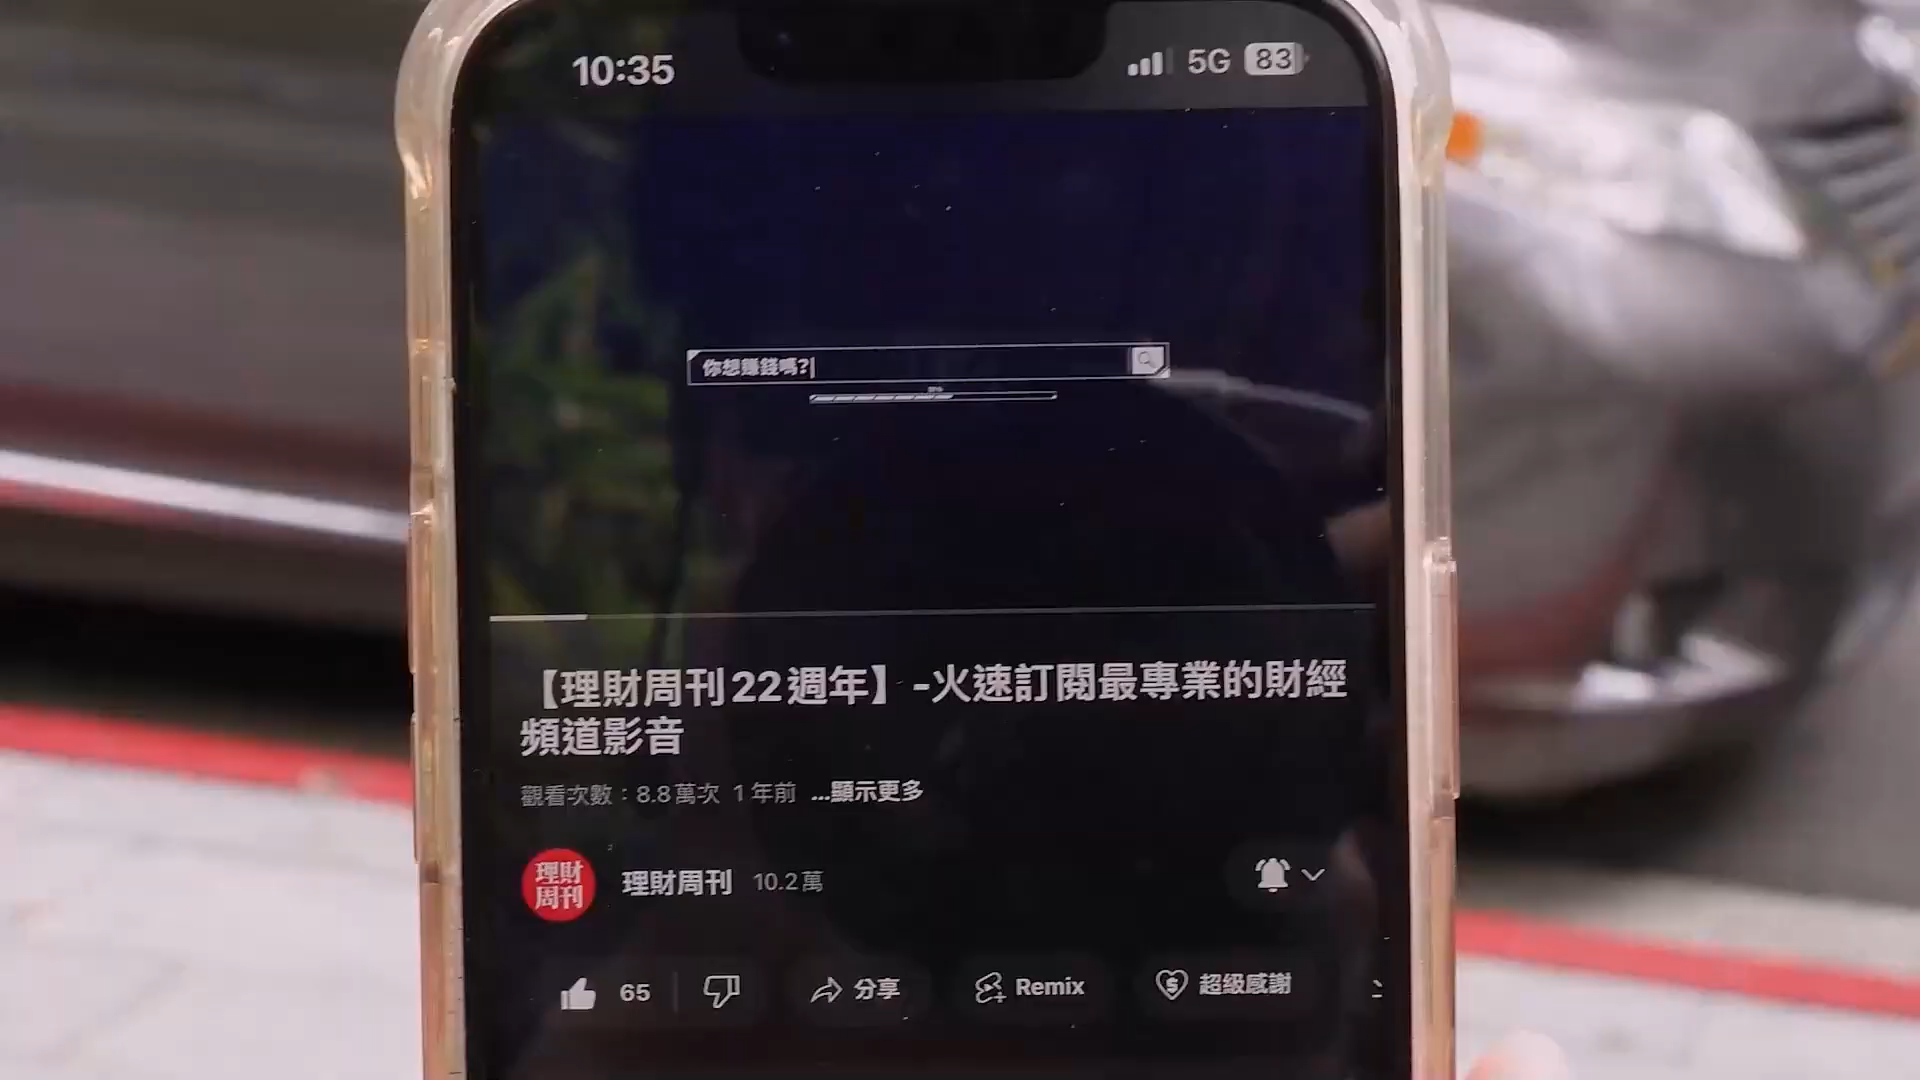 10:35
5G 83
你想賺錢嗎?
【理財周刊22週年】-火速訂閱最專業的財經
頻道影音
觀看次數：8.8萬次 1年前 ...顯示更多
理財
周刊
理財周刊 10.2萬
65 分享 Remix 超級感謝